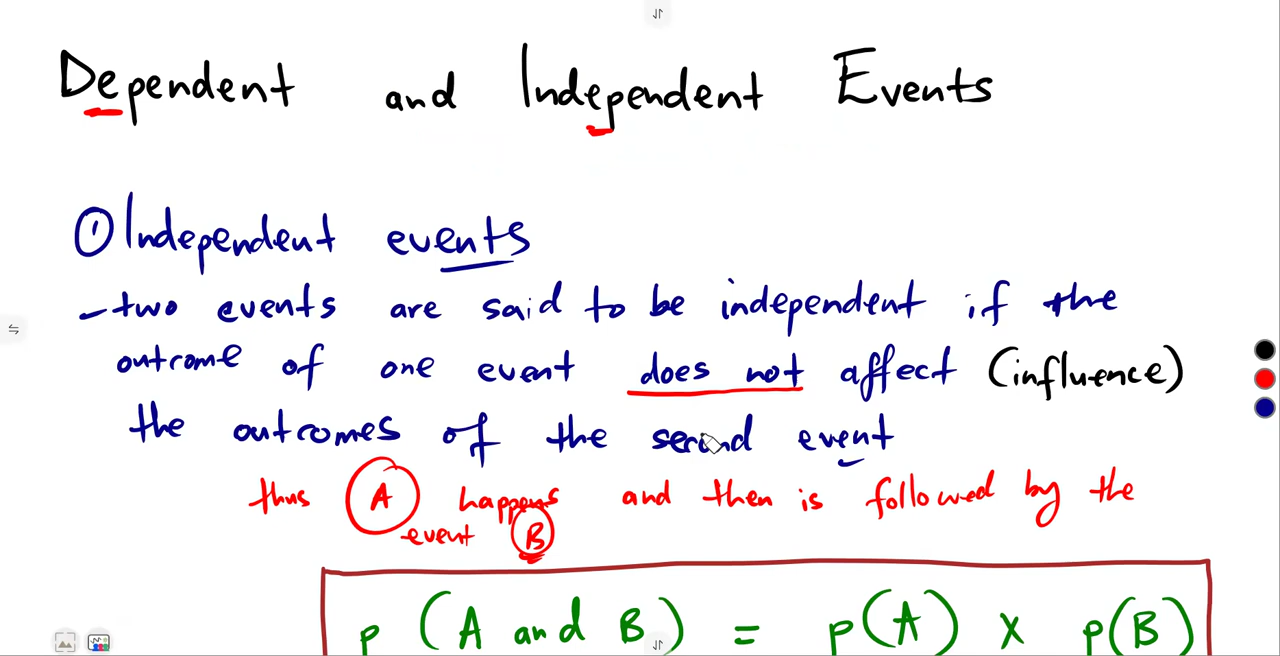 Dependent and Independent Events
① Independent events
- two events are said to be independent if the
outcome of one event does not affect (influence)
the outcomes of the second event
thus A happens and then is followed by the
event B
P (A and B) = P(A) x P(B)